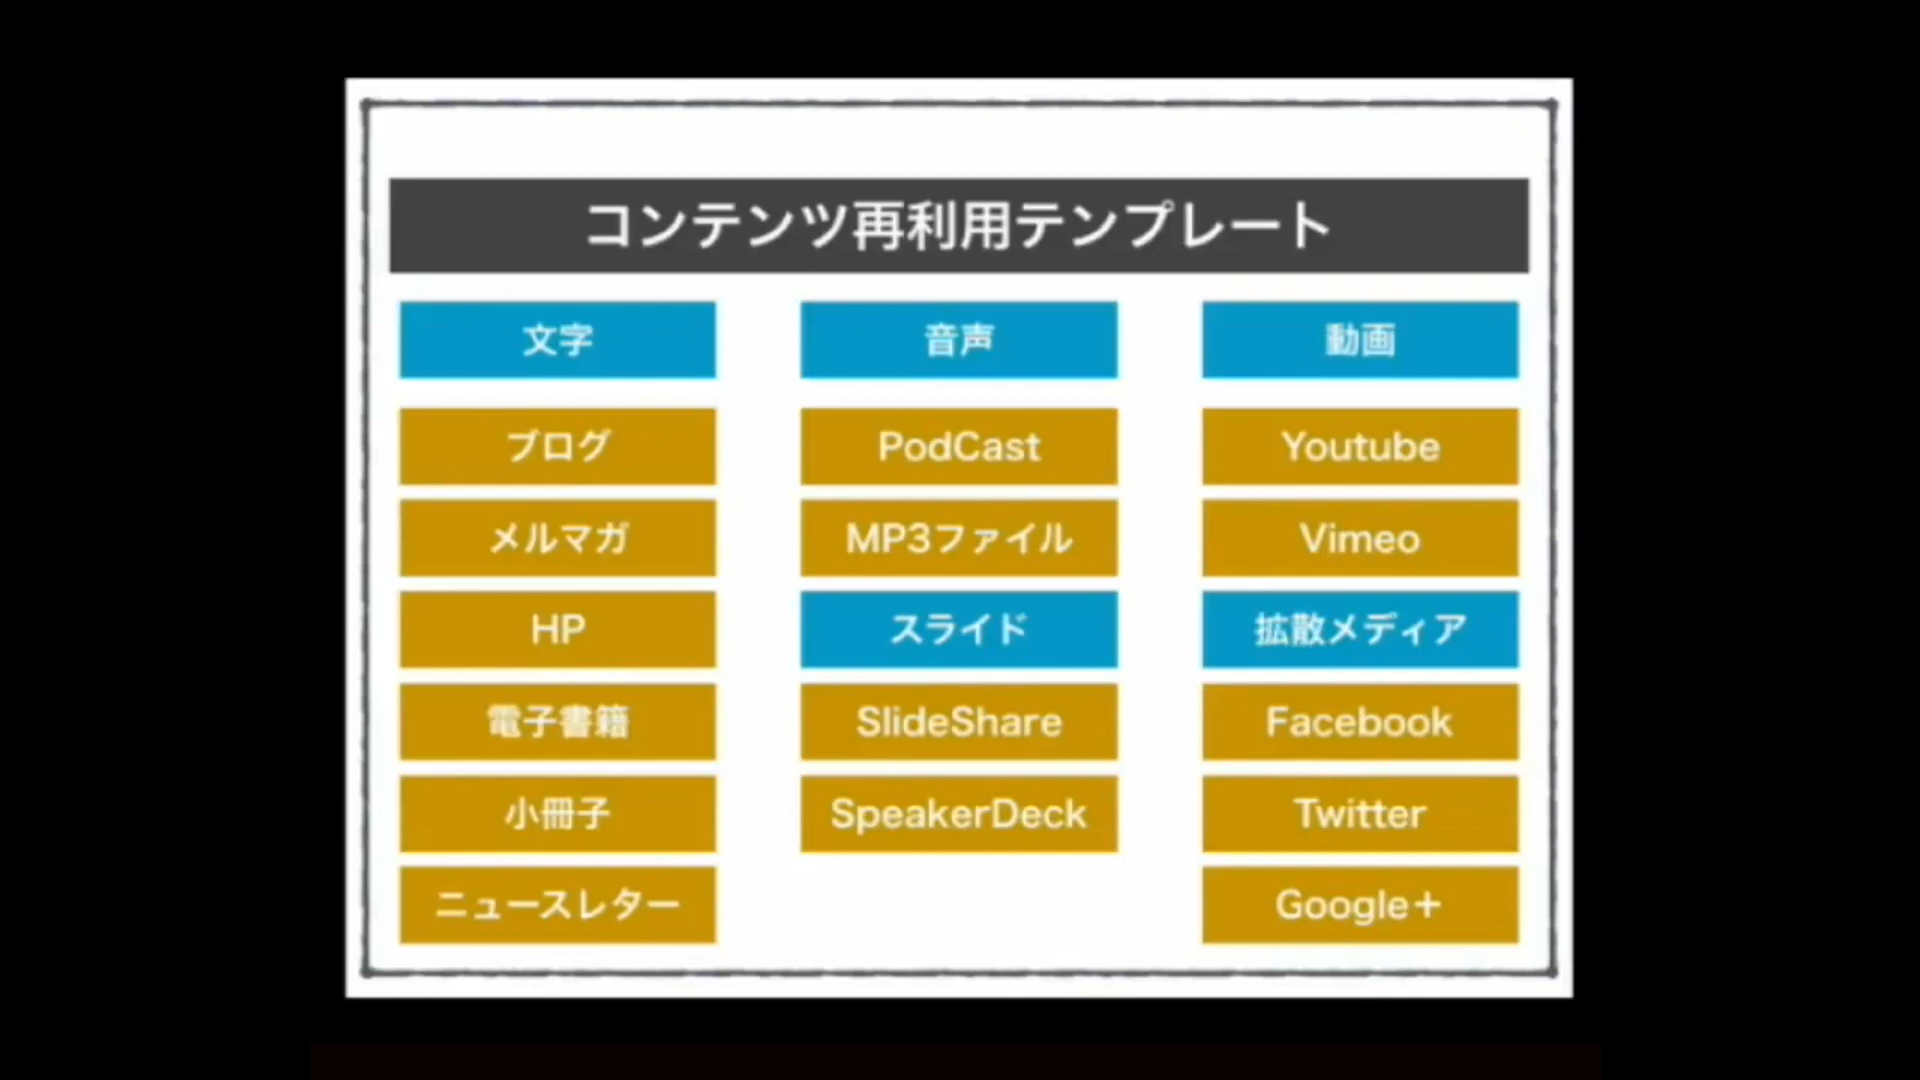 コンテンツ再利用テンプレート
文字
ブログ
メルマガ
HP
電子書籍
小冊子
ニュースレター
音声
PodCast
MP3ファイル
スライド
SlideShare
SpeakerDeck
動画
Youtube
Vimeo
拡散メディア
Facebook
Twitter
Google+